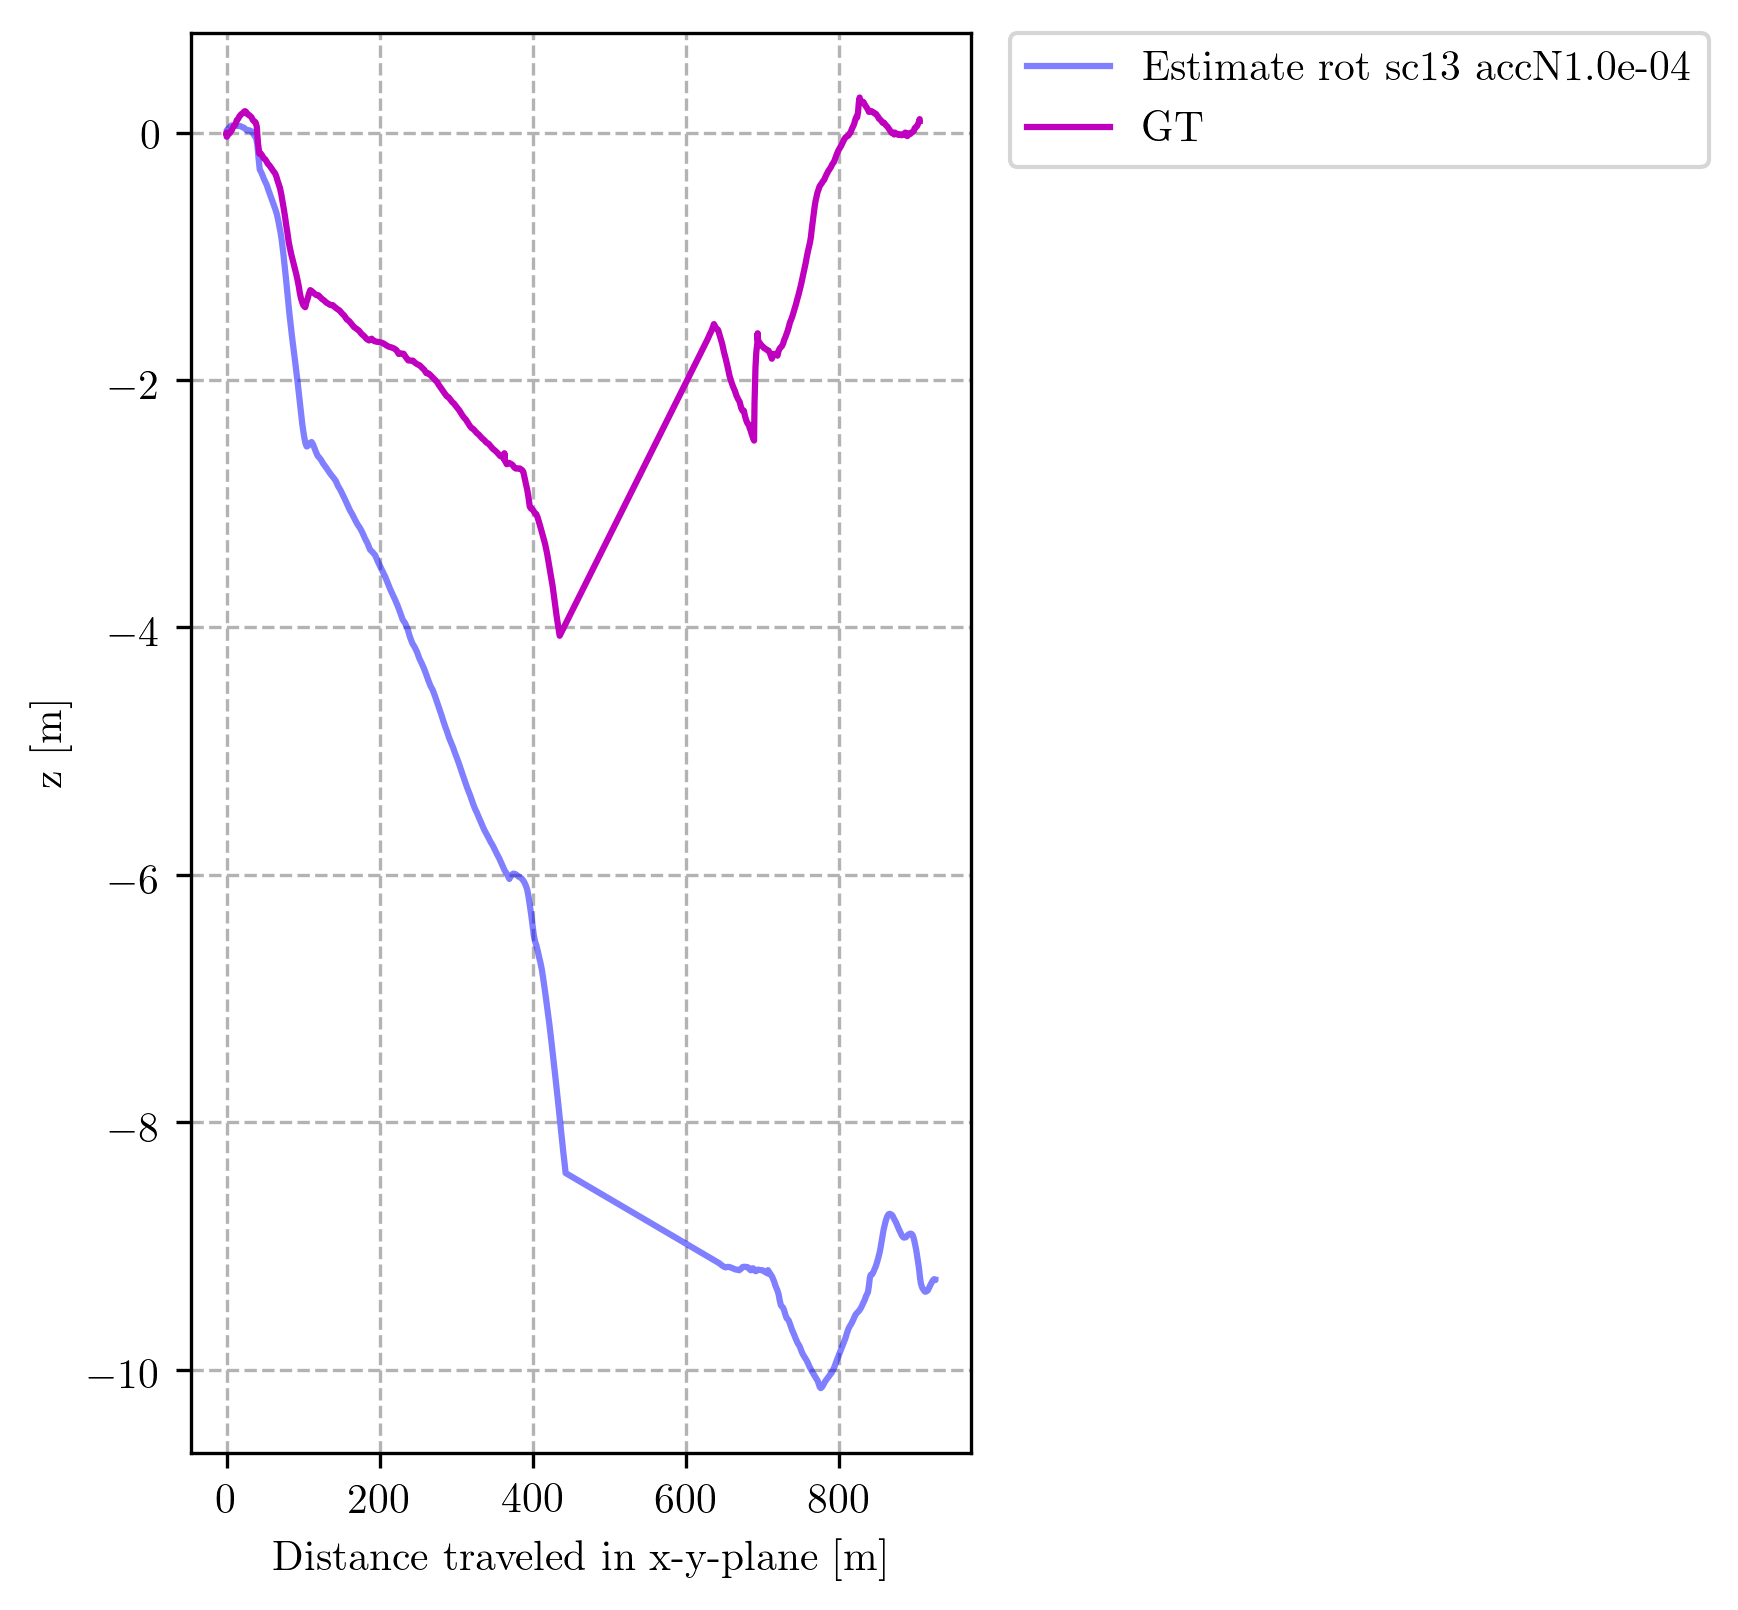 Estimate rot sc13 accN1.0e-04
GT
0
−2
−4
−6
−8
−10
z [m]
0 200 400 600 800
Distance traveled in x-y-plane [m]